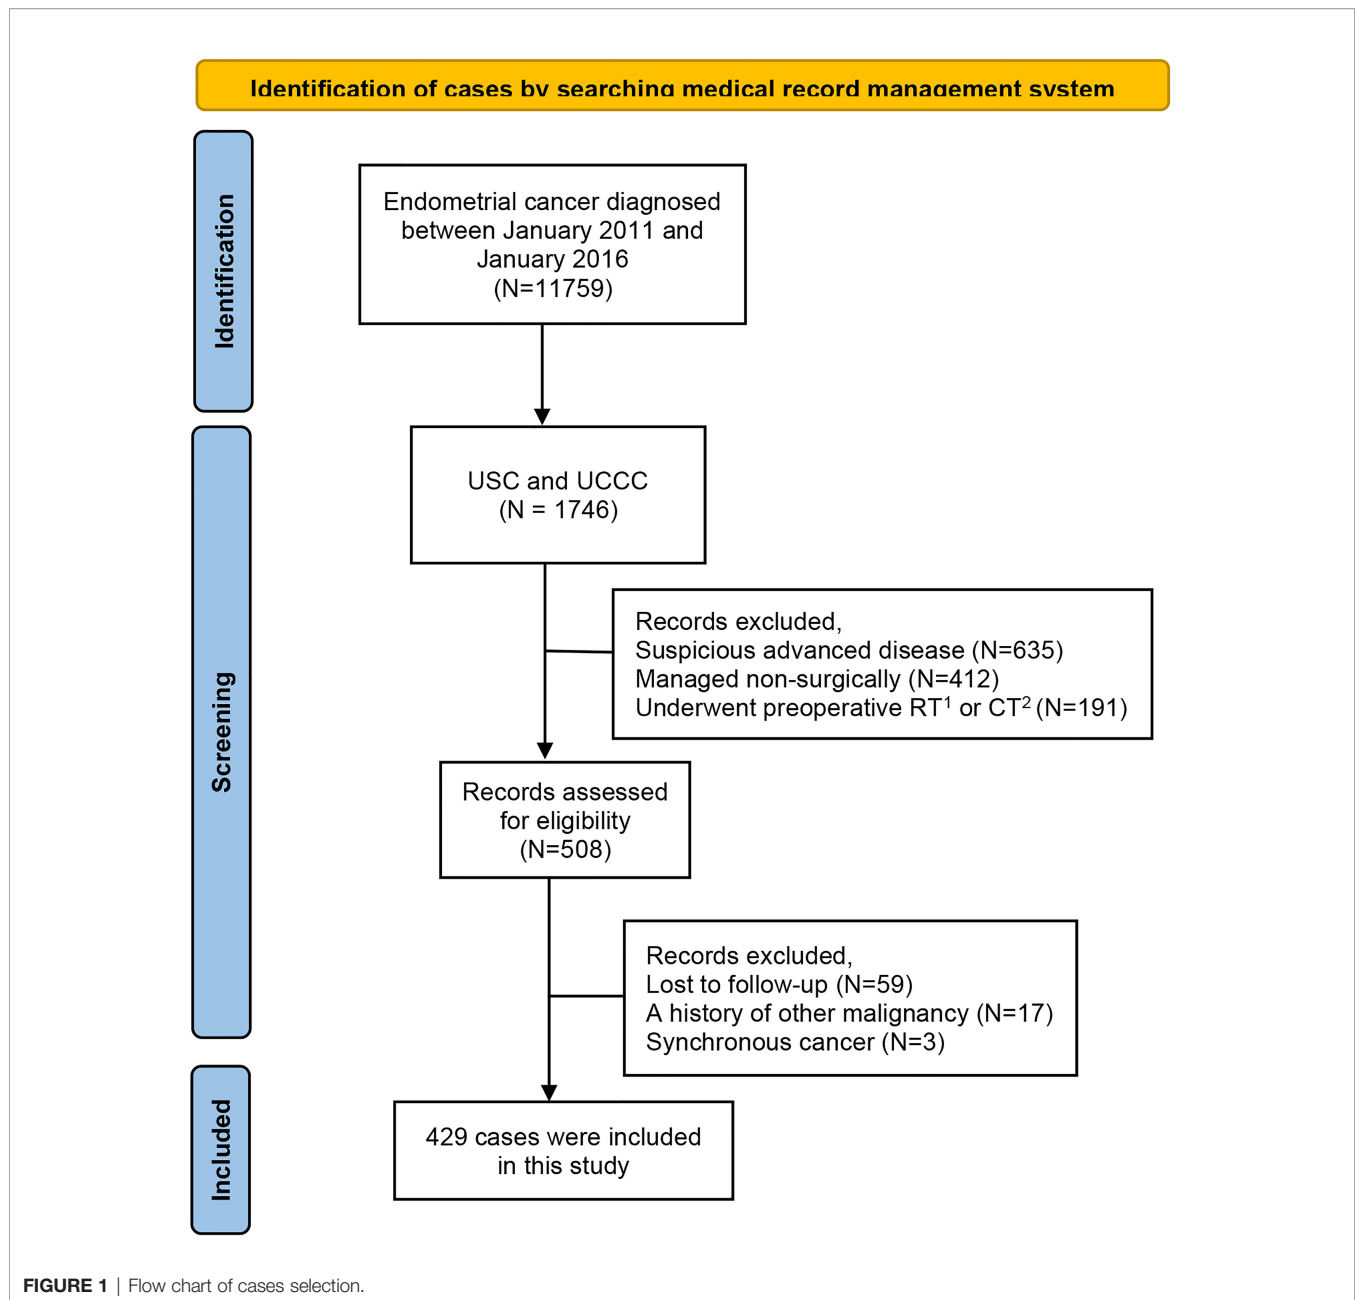 Identification of cases by searching medical record management system
Identification
Endometrial cancer diagnosed
between January 2011 and
January 2016
(N=11759)
Screening
USC and UCCC
(N = 1746)
Records excluded,
Suspicious advanced disease (N=635)
Managed non-surgically (N=412)
Underwent preoperative RT¹ or CT² (N=191)
Records assessed
for eligibility
(N=508)
Records excluded,
Lost to follow-up (N=59)
A history of other malignancy (N=17)
Synchronous cancer (N=3)
Included
429 cases were included
in this study
FIGURE 1 | Flow chart of cases selection.